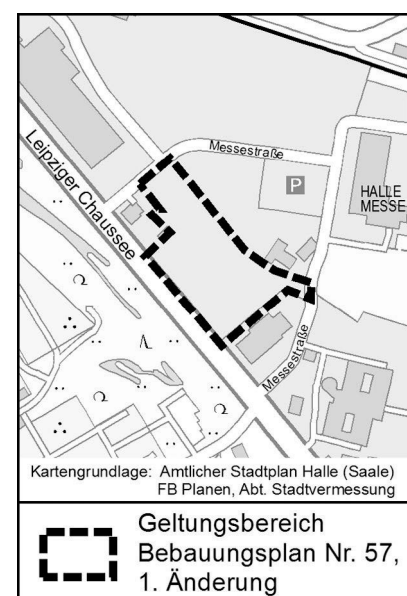 Messestraße
Leipziger Chaussee
P
HALLE
MESSE
Messestraße
Kartengrundlage: Amtlicher Stadtplan Halle (Saale)
FB Planen, Abt. Stadtvermessung
Geltungsbereich
Bebauungsplan Nr. 57,
1. Änderung